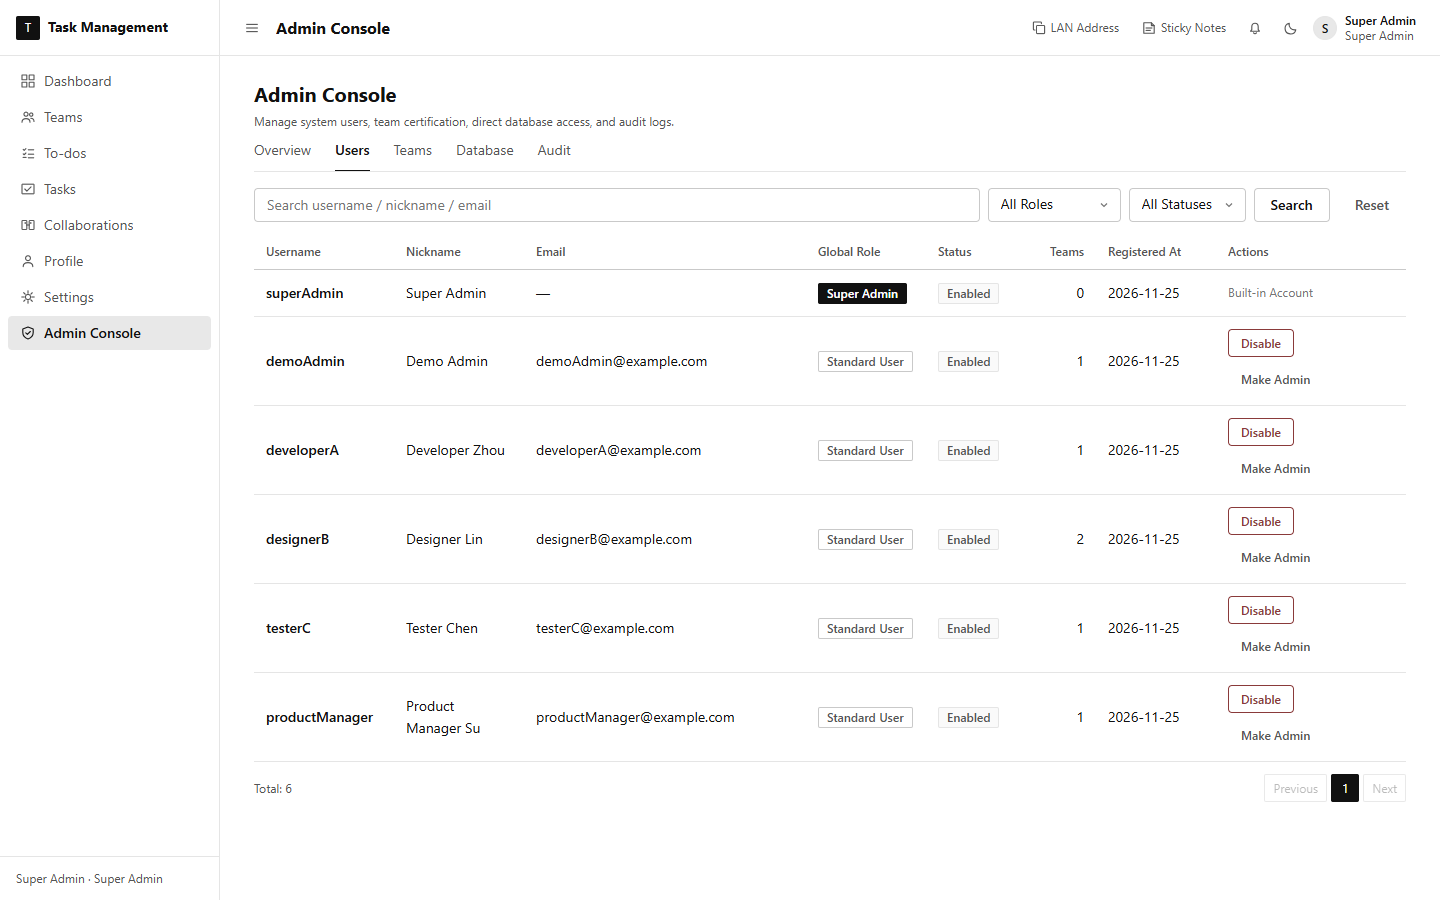 T Task Management
Admin Console
LAN Address
Sticky Notes
S
Super Admin
Super Admin
Dashboard
Teams
To-dos
Tasks
Collaborations
Profile
Settings
Admin Console
Super Admin · Super Admin
Admin Console
Manage system users, team certification, direct database access, and audit logs.
Overview Users Teams Database Audit
Search username / nickname / email All Roles All Statuses Search Reset
Username Nickname Email Global Role Status Teams Registered At Actions
superAdmin Super Admin — Super Admin Enabled 0 2026-11-25 Built-in Account
demoAdmin Demo Admin demoAdmin@example.com Standard User Enabled 1 2026-11-25 Disable
Make Admin
developerA Developer Zhou developerA@example.com Standard User Enabled 1 2026-11-25 Disable
Make Admin
designerB Designer Lin designerB@example.com Standard User Enabled 2 2026-11-25 Disable
Make Admin
testerC Tester Chen testerC@example.com Standard User Enabled 1 2026-11-25 Disable
Make Admin
productManager Product
Manager Su productManager@example.com Standard User Enabled 1 2026-11-25 Disable
Make Admin
Total: 6 Previous 1 Next